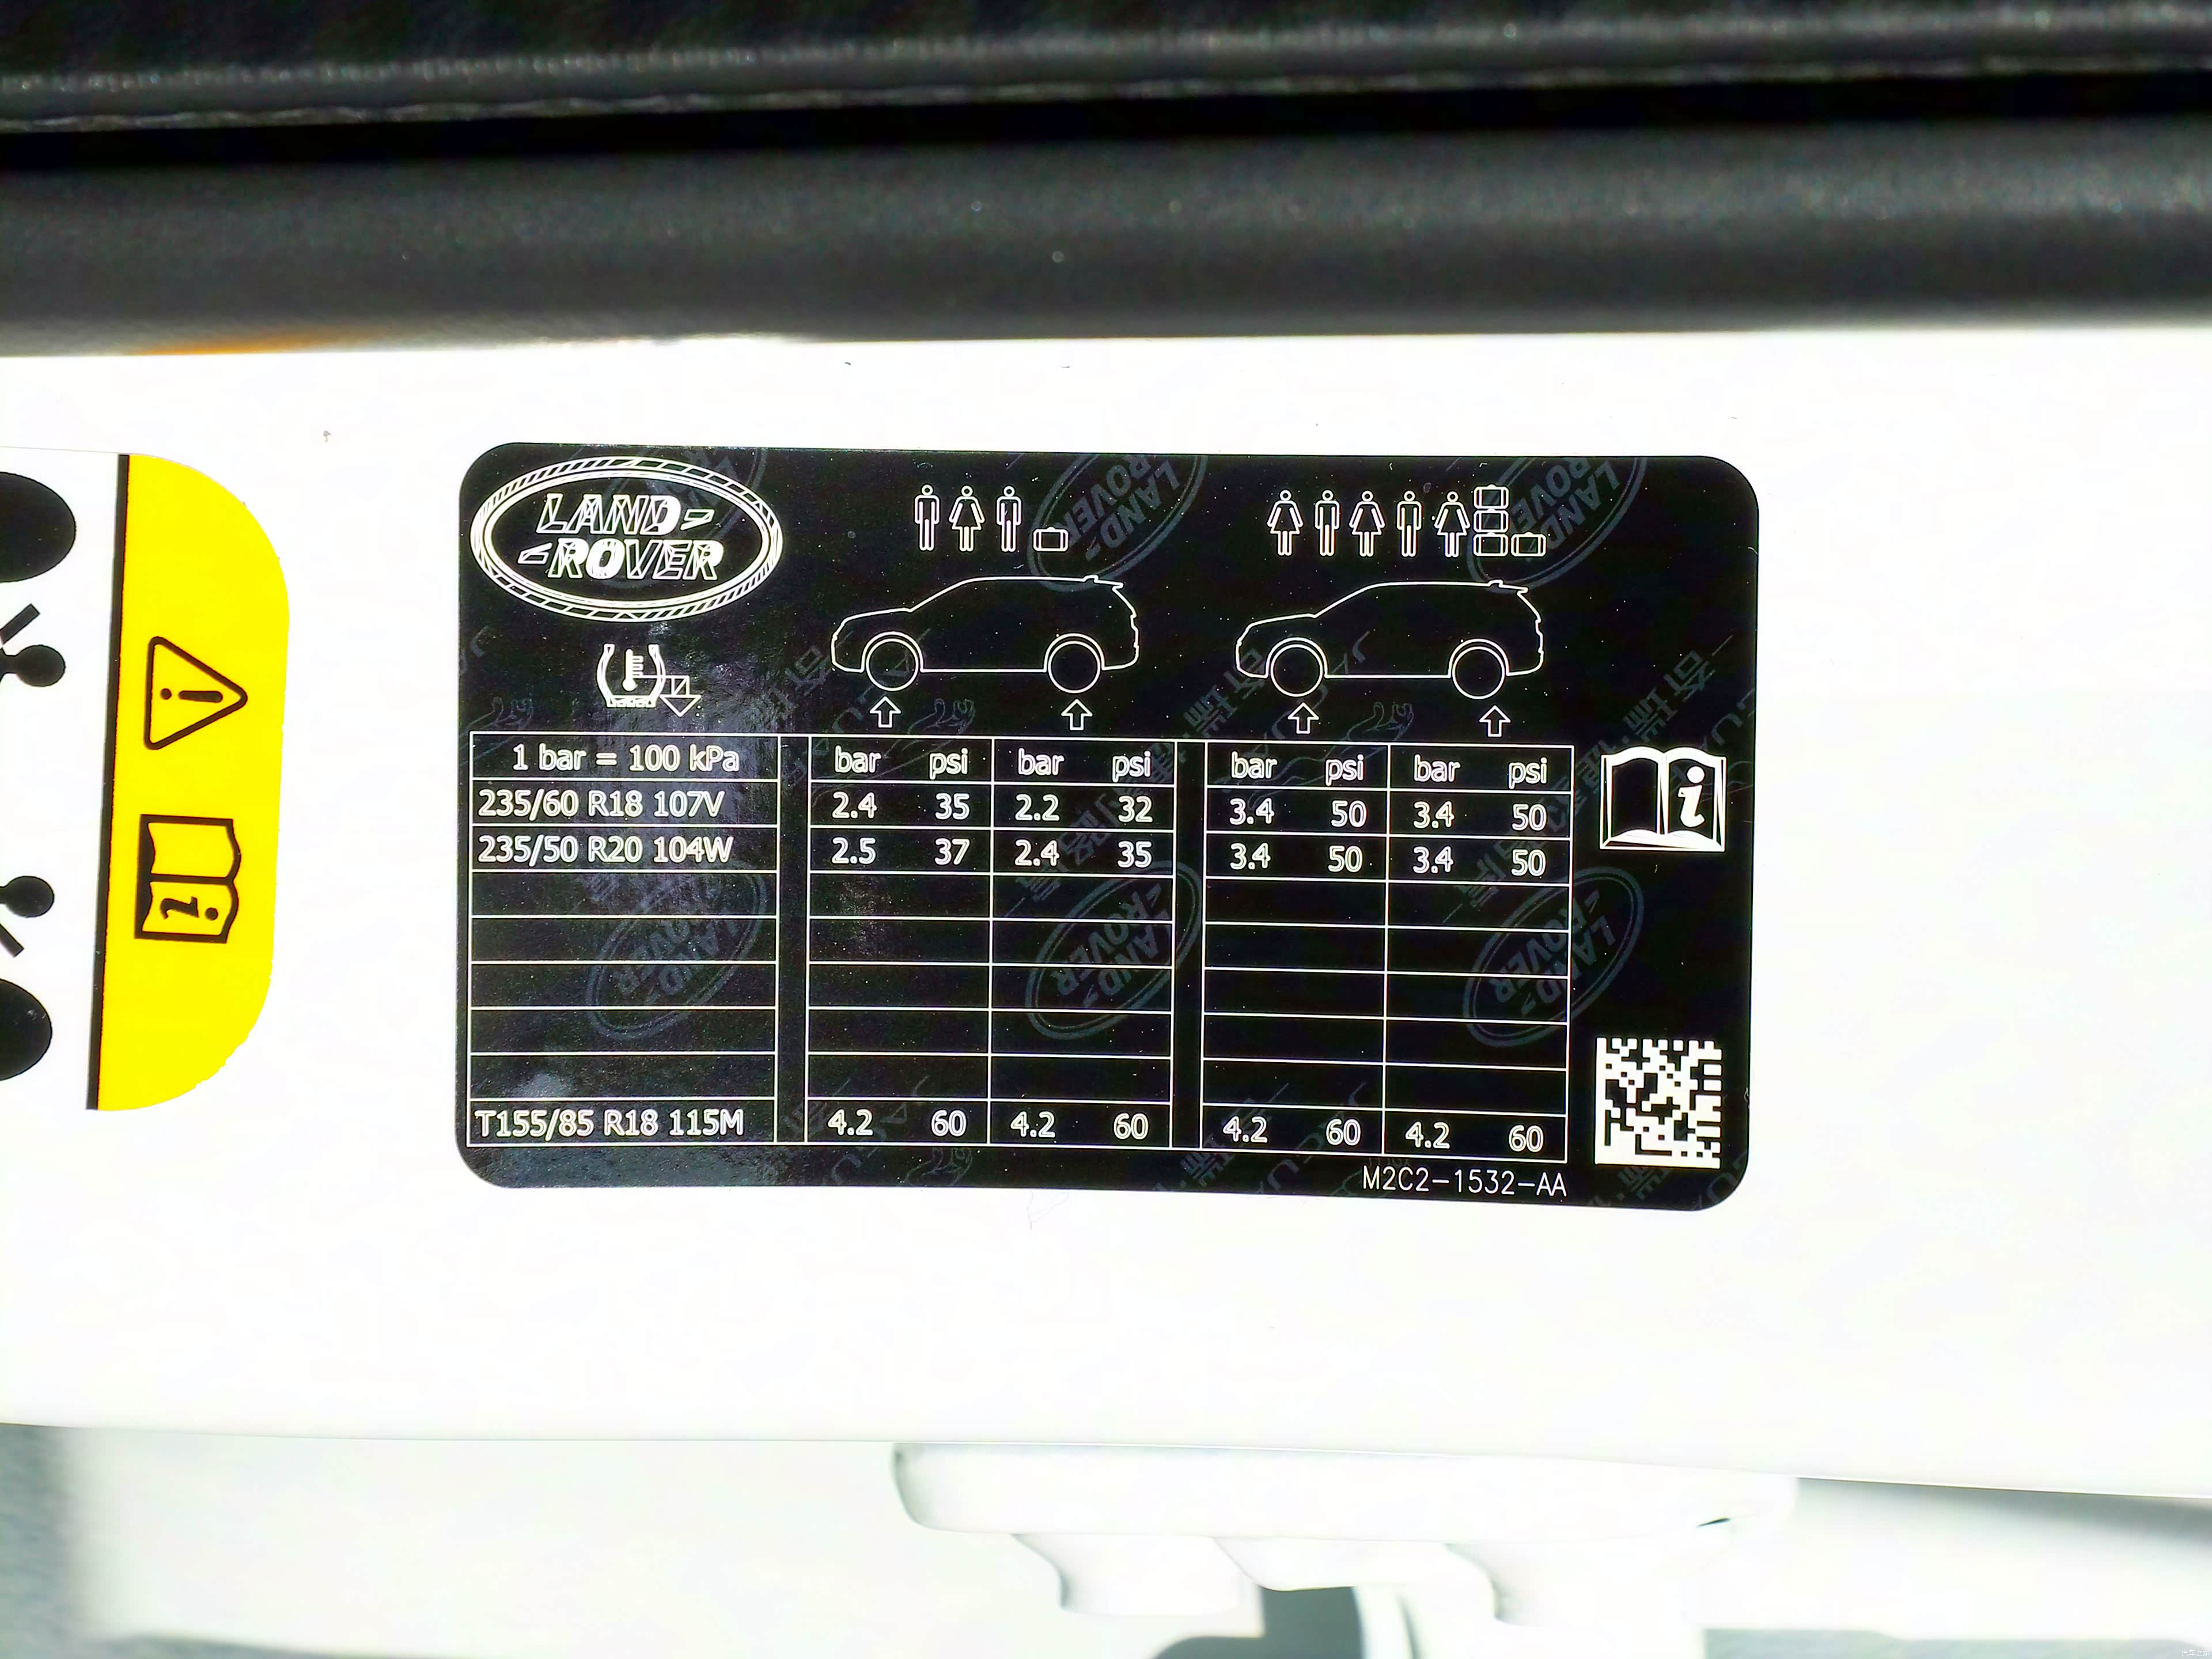 LAND
ROVER
1 bar = 100 kPa bar psi bar psi bar psi bar psi
235/60 R18 107V 2.4 35 2.2 32 3.4 50 3.4 50
235/50 R20 104W 2.5 37 2.4 35 3.4 50 3.4 50
T155/85 R18 115M 4.2 60 4.2 60 4.2 60 4.2 60
M2C2-1532-AA